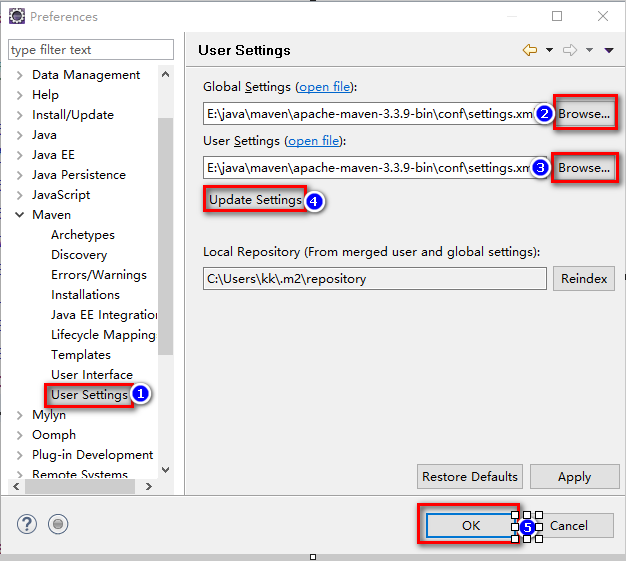 Preferences
type filter text
User Settings
Data Management
Help
Install/Update
Java
Java EE
Java Persistence
JavaScript
Maven
Archetypes
Discovery
Errors/Warnings
Installations
Java EE Integration
Lifecycle Mapping
Templates
User Interface
User Settings 1
Mylyn
Oomph
Plug-in Development
Remote Systems
Global Settings (open file):
E:\java\maven\apache-maven-3.3.9-bin\conf\settings.xm 2 Browse...
User Settings (open file):
E:\java\maven\apache-maven-3.3.9-bin\conf\settings.xm 3 Browse...
Update Settings 4
Local Repository (From merged user and global settings):
C:\Users\kk\.m2\repository Reindex
Restore Defaults Apply
? OK 5 Cancel